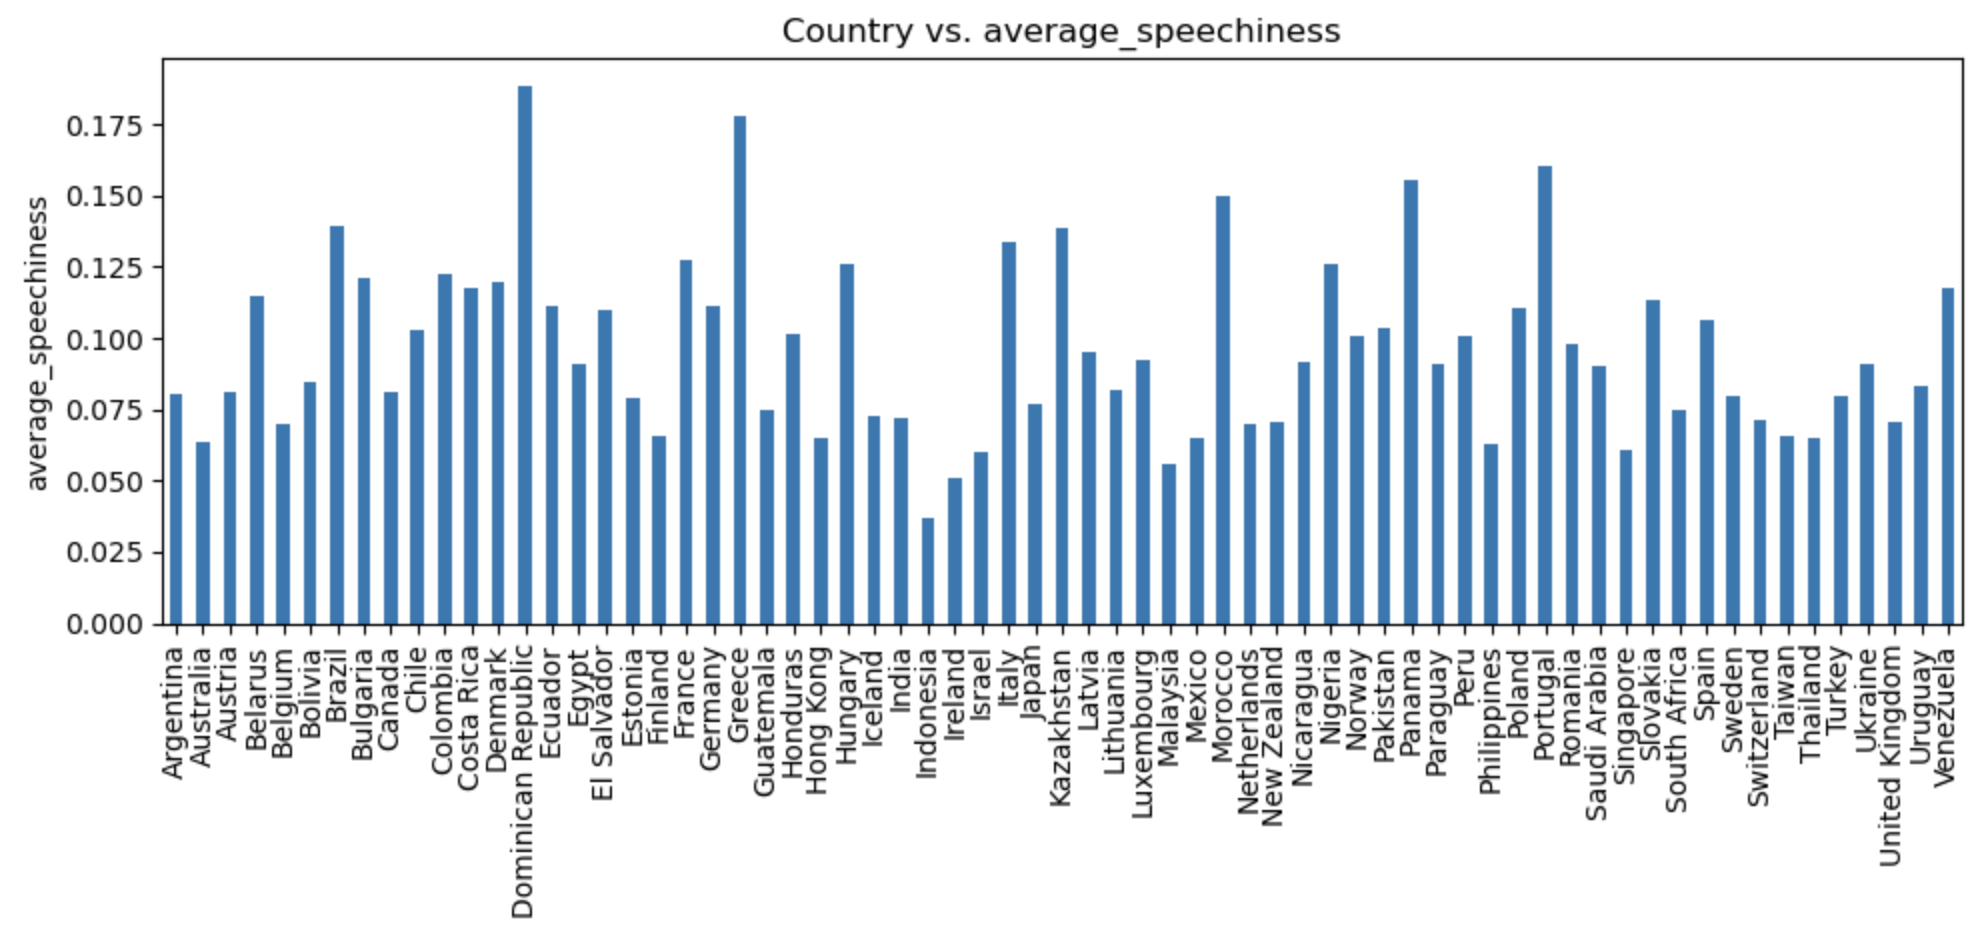 Country vs. average_speechiness
average_speechiness
0.175
0.150
0.125
0.100
0.075
0.050
0.025
0.000
Argentina
Australia
Austria
Belarus
Belgium
Bolivia
Brazil
Bulgaria
Canada
Chile
Colombia
Costa Rica
Denmark
Dominican Republic
Ecuador
Egypt
El Salvador
Estonia
Finland
France
Germany
Greece
Guatemala
Honduras
Hong Kong
Hungary
Iceland
India
Indonesia
Ireland
Israel
Italy
Japan
Kazakhstan
Latvia
Lithuania
Luxembourg
Malaysia
Mexico
Morocco
Netherlands
New Zealand
Nicaragua
Nigeria
Norway
Pakistan
Panama
Paraguay
Peru
Philippines
Poland
Portugal
Romania
Saudi Arabia
Singapore
Slovakia
South Africa
Spain
Sweden
Switzerland
Taiwan
Thailand
Turkey
Ukraine
United Kingdom
Uruguay
Venezuela